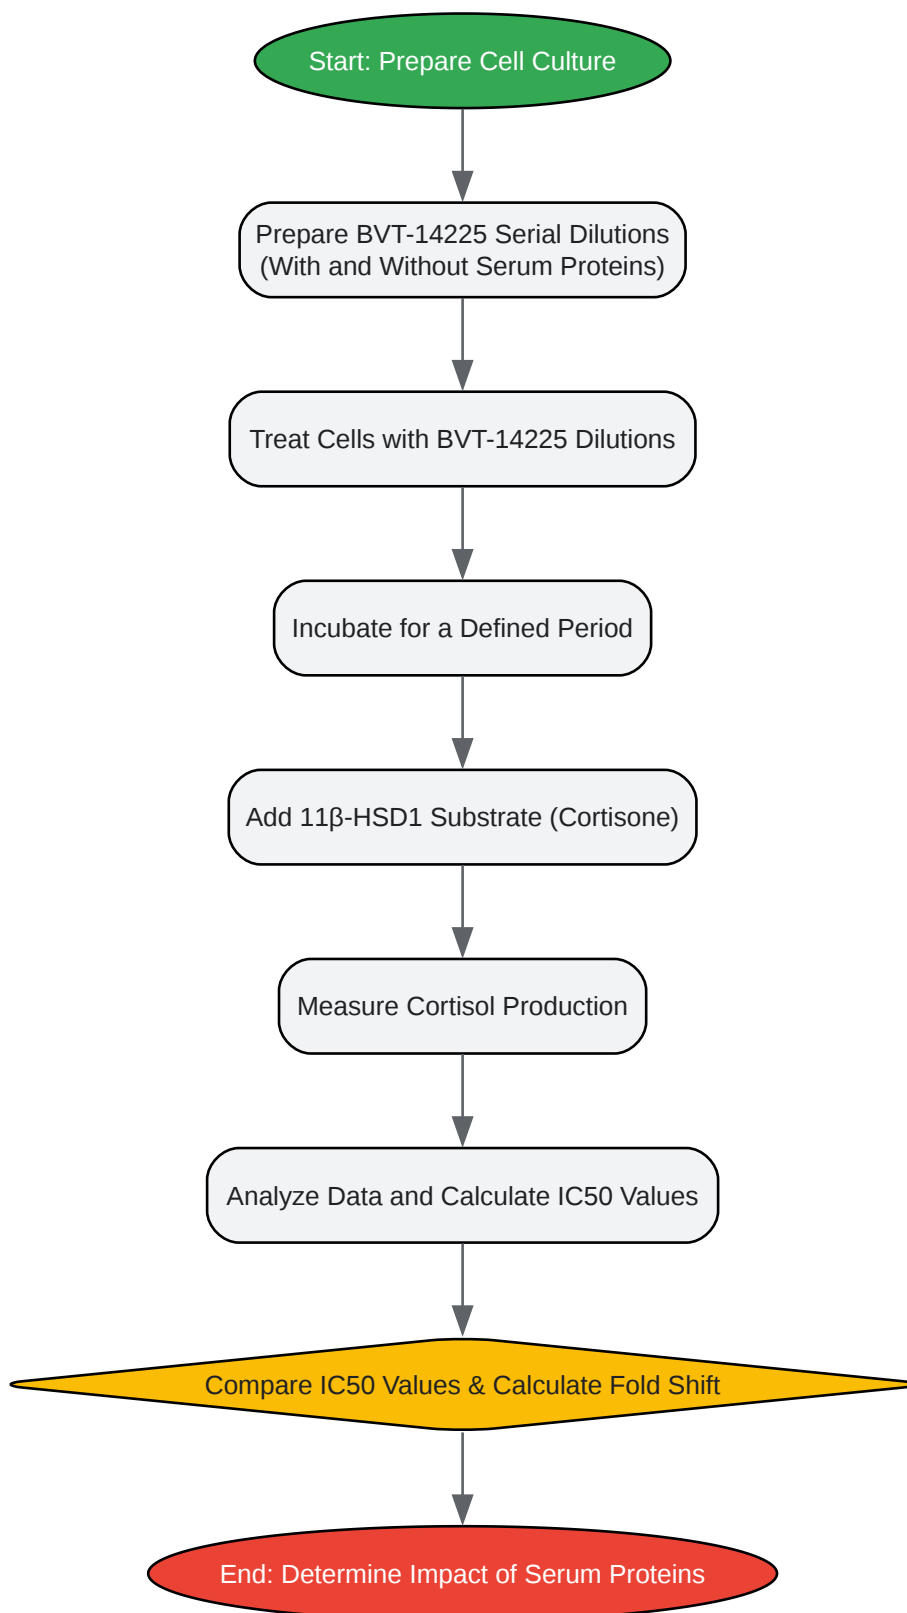 Start: Prepare Cell Culture
Prepare BVT-14225 Serial Dilutions
(With and Without Serum Proteins)
Treat Cells with BVT-14225 Dilutions
Incubate for a Defined Period
Add 11β-HSD1 Substrate (Cortisone)
Measure Cortisol Production
Analyze Data and Calculate IC50 Values
Compare IC50 Values & Calculate Fold Shift
End: Determine Impact of Serum Proteins